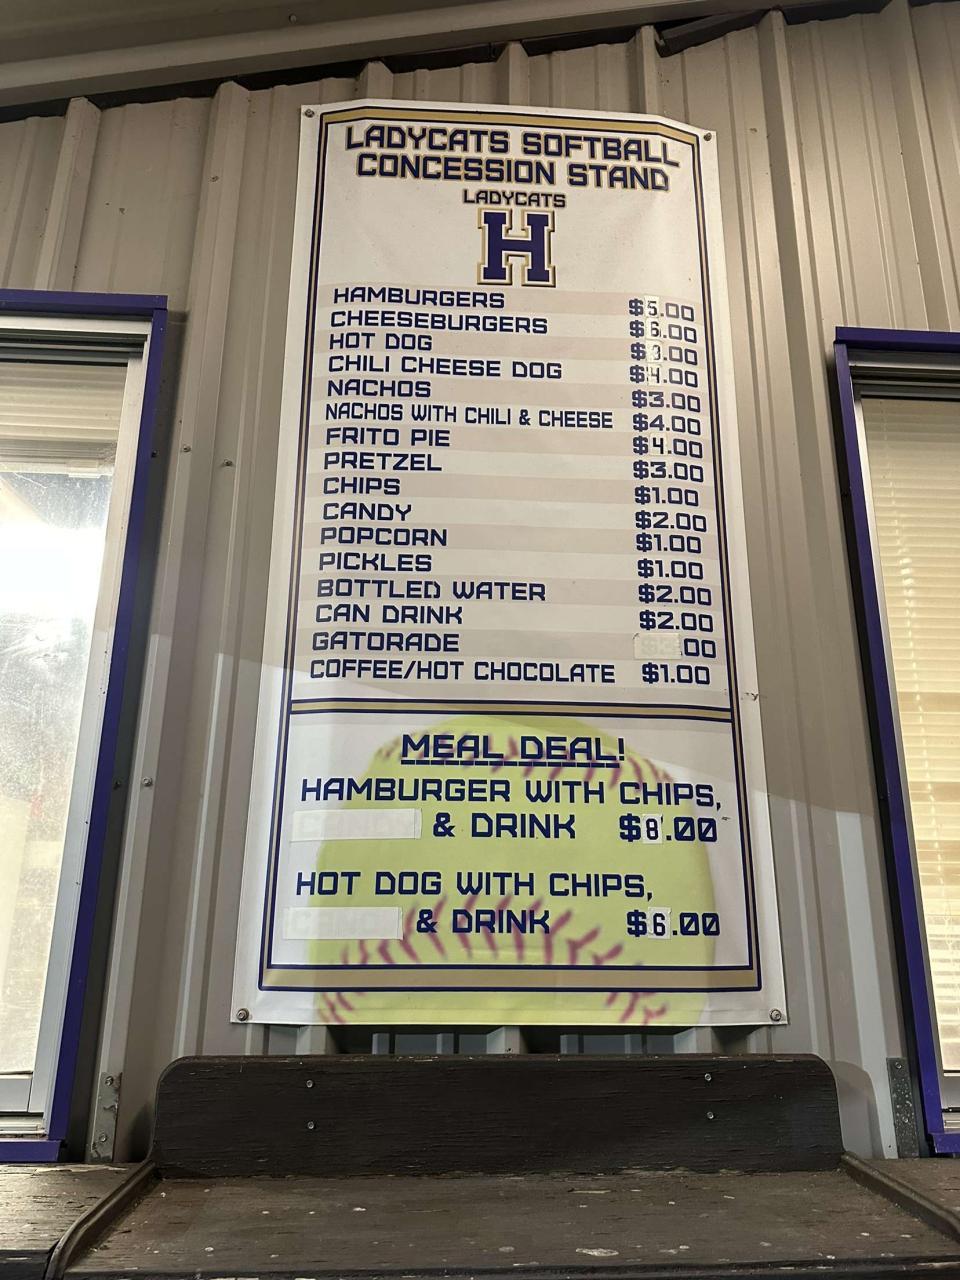 LADYCATS SOFTBALL
CONCESSION STAND
LADYCATS
H
HAMBURGERS $5.00
CHEESEBURGERS $6.00
HOT DOG $3.00
CHILI CHEESE DOG $4.00
NACHOS $3.00
NACHOS WITH CHILI & CHEESE $4.00
FRITO PIE $4.00
PRETZEL $3.00
CHIPS $1.00
CANDY $2.00
POPCORN $1.00
PICKLES $1.00
BOTTLED WATER $2.00
CAN DRINK $2.00
GATORADE .00
COFFEE/HOT CHOCOLATE $1.00
MEAL DEAL!
HAMBURGER WITH CHIPS,
& DRINK $8.00
HOT DOG WITH CHIPS,
& DRINK $6.00